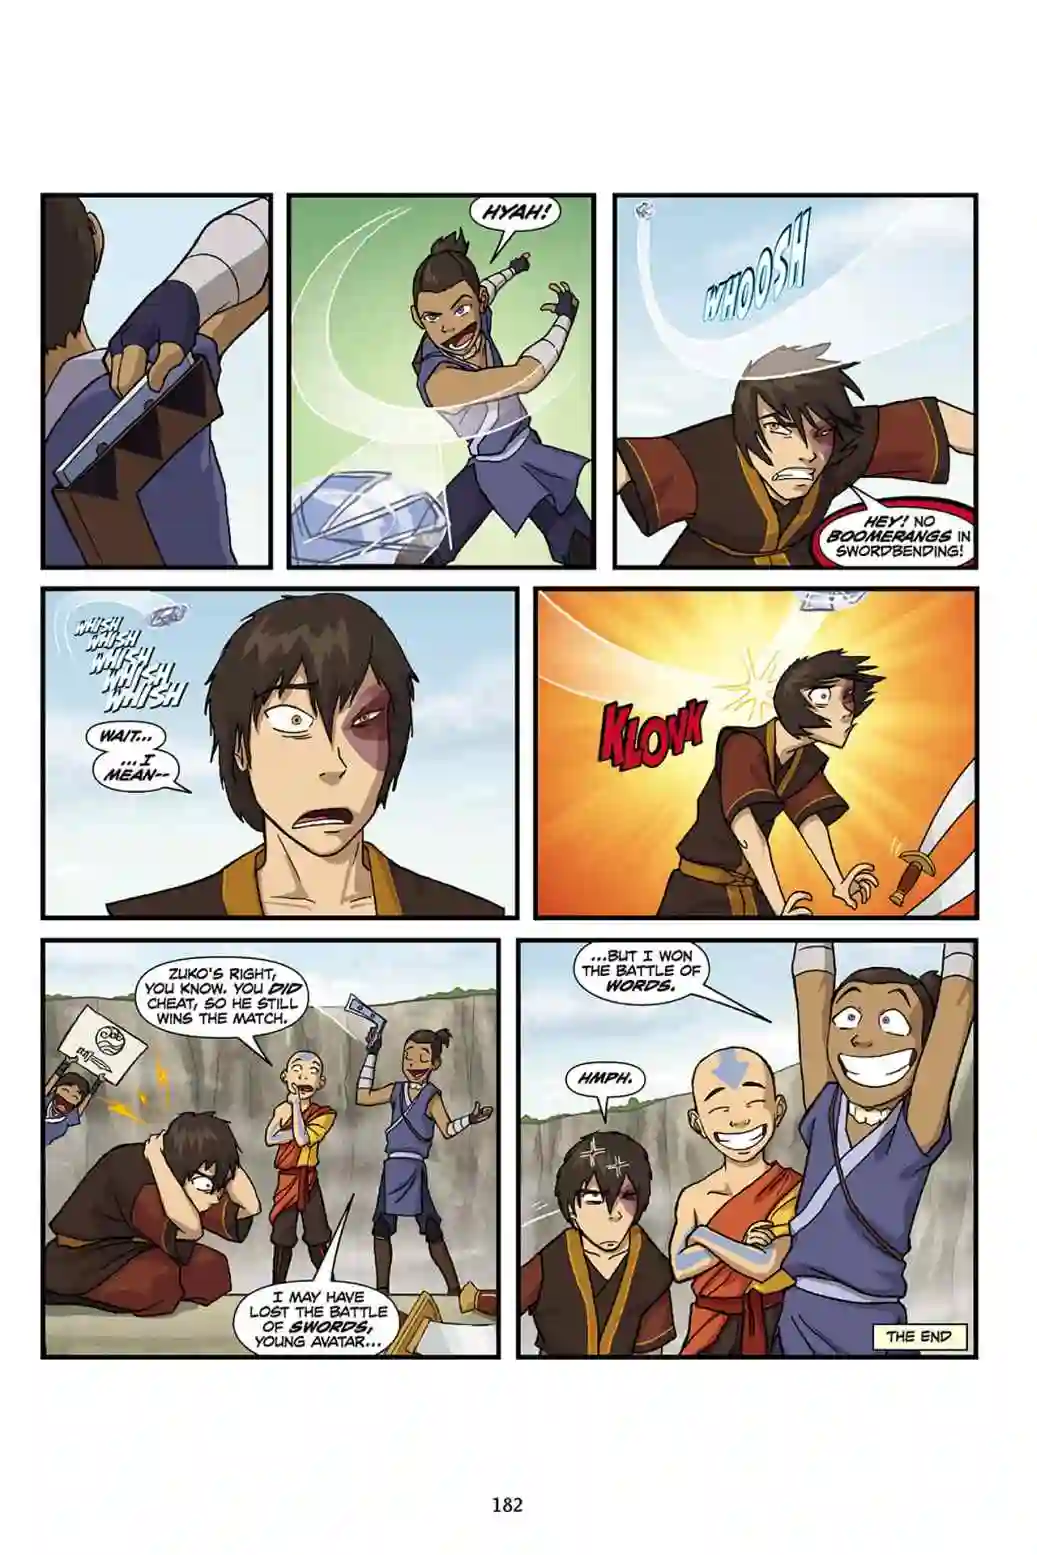 HYAH!
WHOOSH
HEY! NO
BOOMERANGS IN
SWORDBENDING!
WHISH
WHISH
WHISH
WHISH
WHISH
WAIT...
...I
MEAN--
KLOVK
ZUKO'S RIGHT,
YOU KNOW. YOU DID
CHEAT, SO HE STILL
WINS THE MATCH.
I MAY HAVE
LOST THE BATTLE
OF SWORDS,
YOUNG AVATAR...
...BUT I WON
THE BATTLE OF
WORDS.
HMPH.
THE END
182